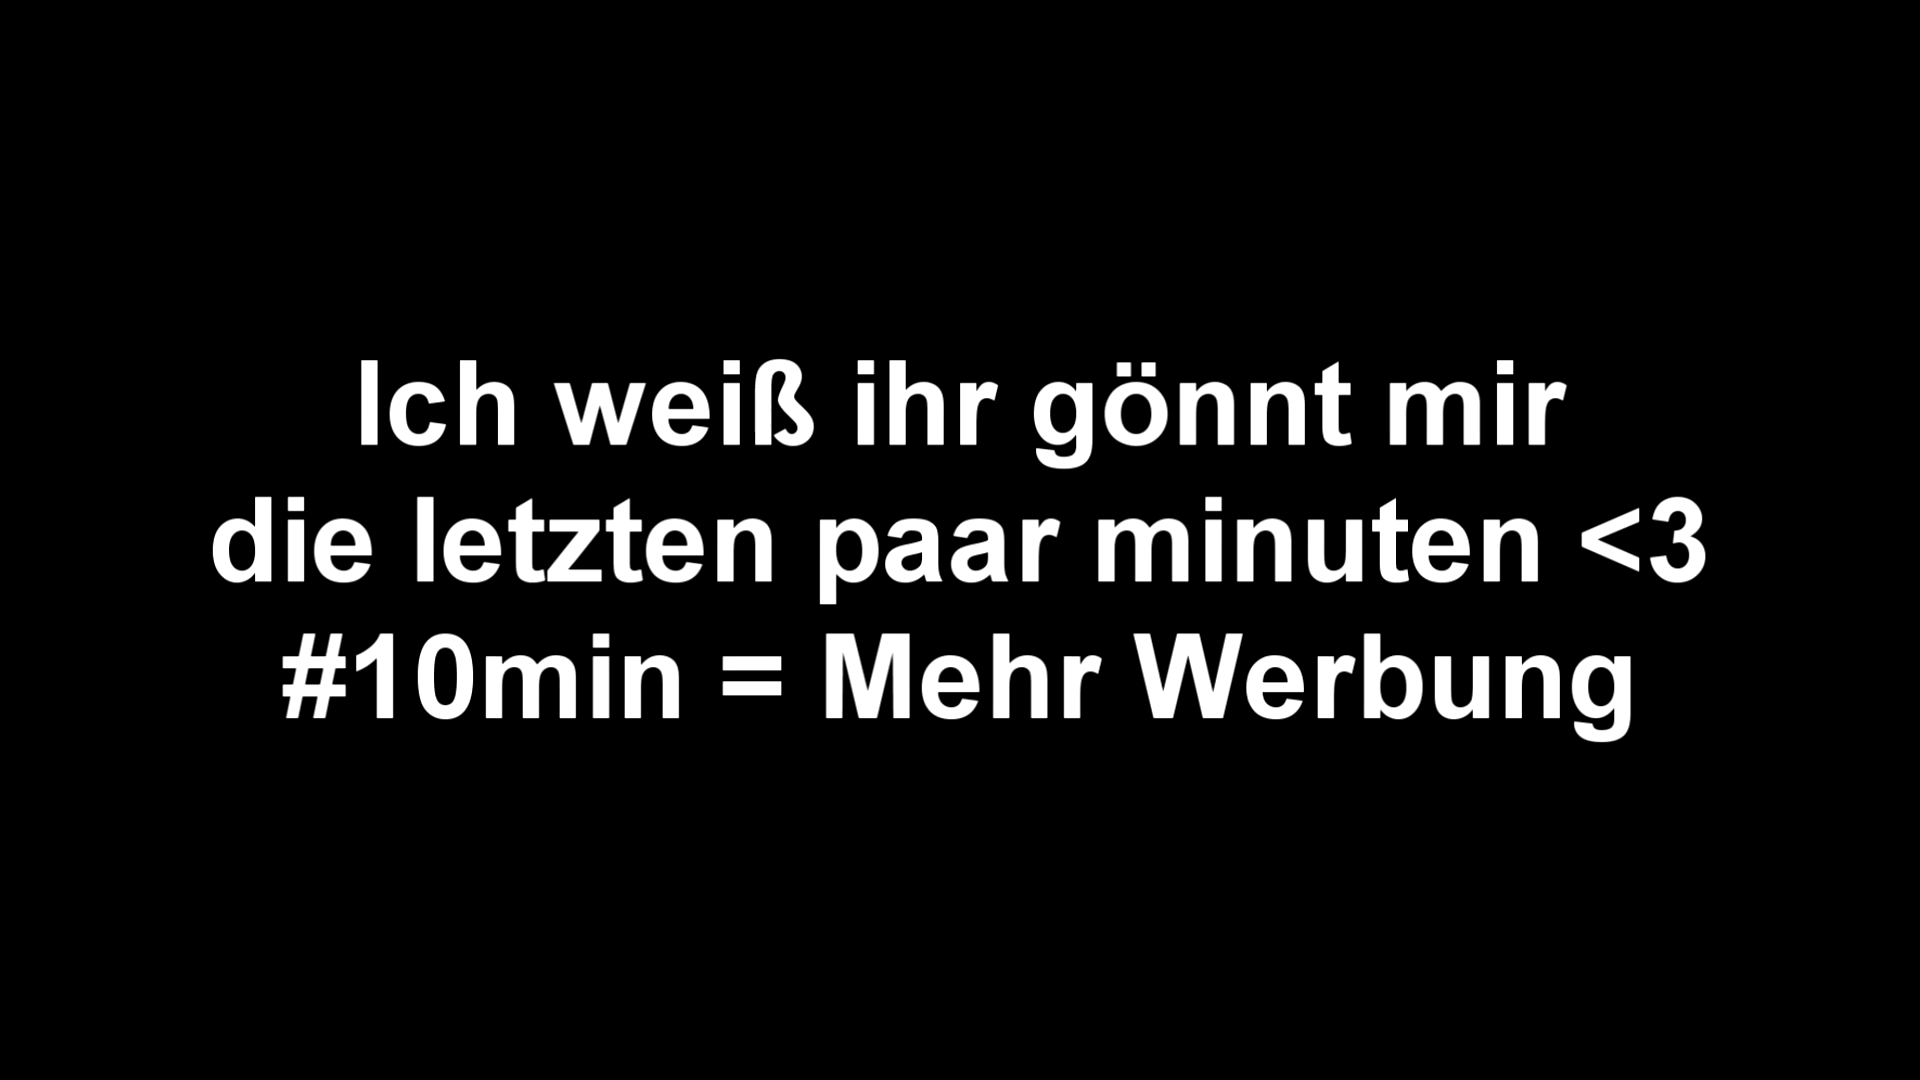 Ich weiß ihr gönnt mir
die letzten paar minuten <3
#10min = Mehr Werbung